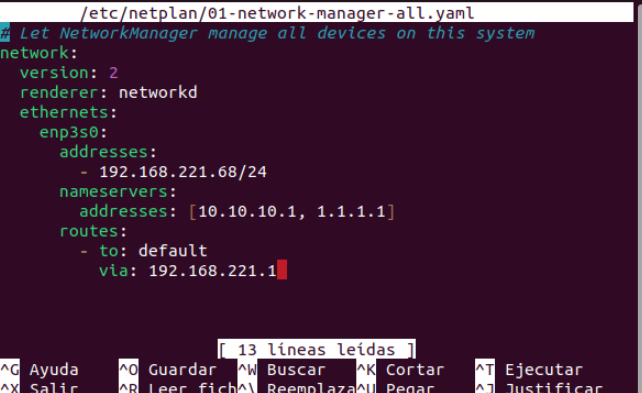 /etc/netplan/01-network-manager-all.yaml
# Let NetworkManager manage all devices on this system
network:
  version: 2
  renderer: networkd
  ethernets:
    enp3s0:
      addresses:
        - 192.168.221.68/24
      nameservers:
        addresses: [10.10.10.1, 1.1.1.1]
      routes:
        - to: default
          via: 192.168.221.1
[ 13 líneas leídas ]
^G Ayuda ^O Guardar ^W Buscar ^K Cortar ^T Ejecutar
^X Salir ^R Leer fich ^\ Reemplaza ^U Pegar ^J Justificar